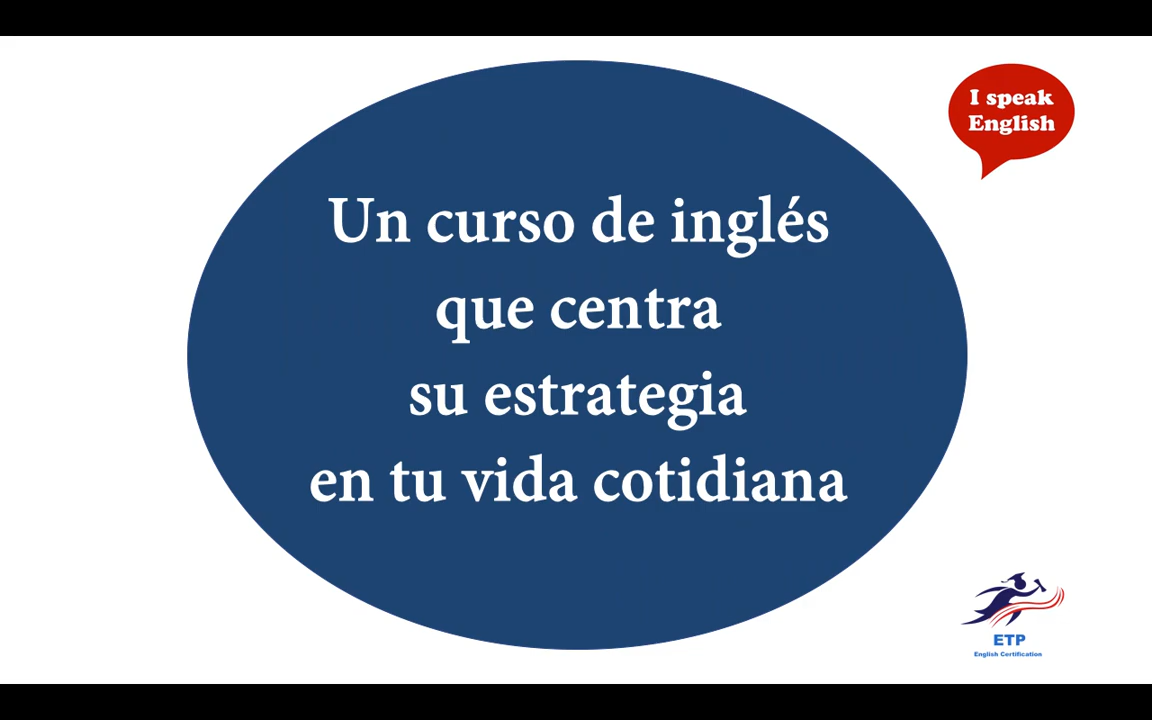 I speak
English
Un curso de inglés
que centra
su estrategia
en tu vida cotidiana
ETP
English Certification